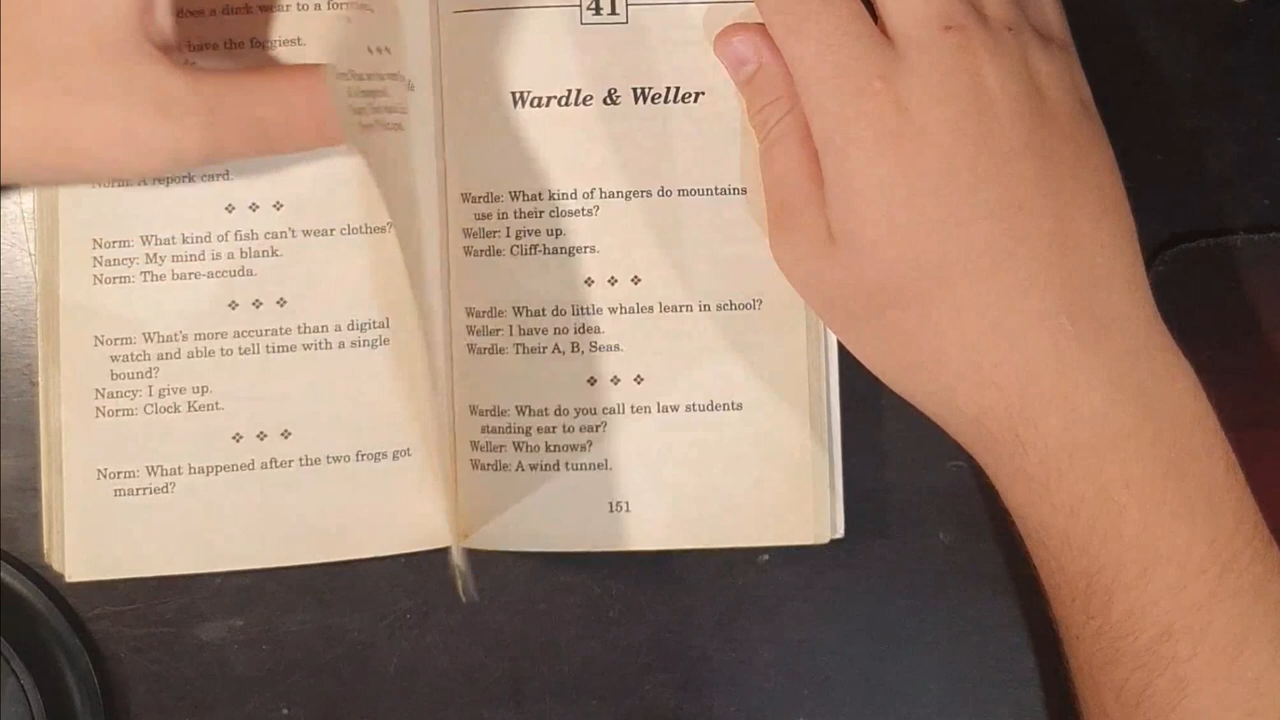 does a duck wear to a
have the foggiest.
A repork card.
❖ ❖ ❖
Norm: What kind of fish can't wear clothes?
Nancy: My mind is a blank.
Norm: The bare-accuda.
❖ ❖ ❖
Norm: What's more accurate than a digital
watch and able to tell time with a single
bound?
Nancy: I give up.
Norm: Clock Kent.
❖ ❖ ❖
Norm: What happened after the two frogs got
married?
41
Wardle & Weller
Wardle: What kind of hangers do mountains
use in their closets?
Weller: I give up.
Wardle: Cliff-hangers.
❖ ❖ ❖
Wardle: What do little whales learn in school?
Weller: I have no idea.
Wardle: Their A, B, Seas.
❖ ❖ ❖
Wardle: What do you call ten law students
standing ear to ear?
Weller: Who knows?
Wardle: A wind tunnel.
151